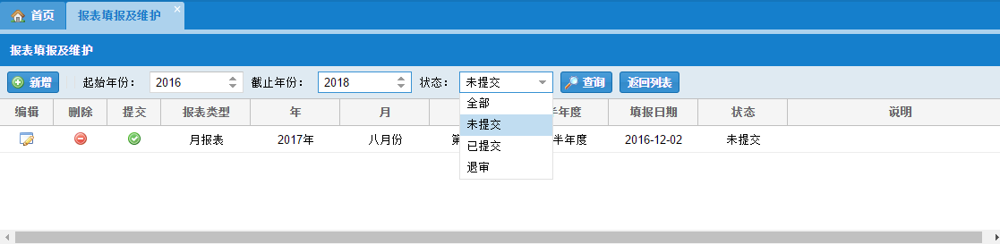 首页 报表填报及维护
报表填报及维护
新增 起始年份： 2016 截止年份： 2018 状态： 未提交 查询 返回列表
全部
未提交
已提交
退审
编辑 删除 提交 报表类型 年 月 半年度 填报日期 状态 说明
月报表 2017年 八月份 第 半年度 2016-12-02 未提交